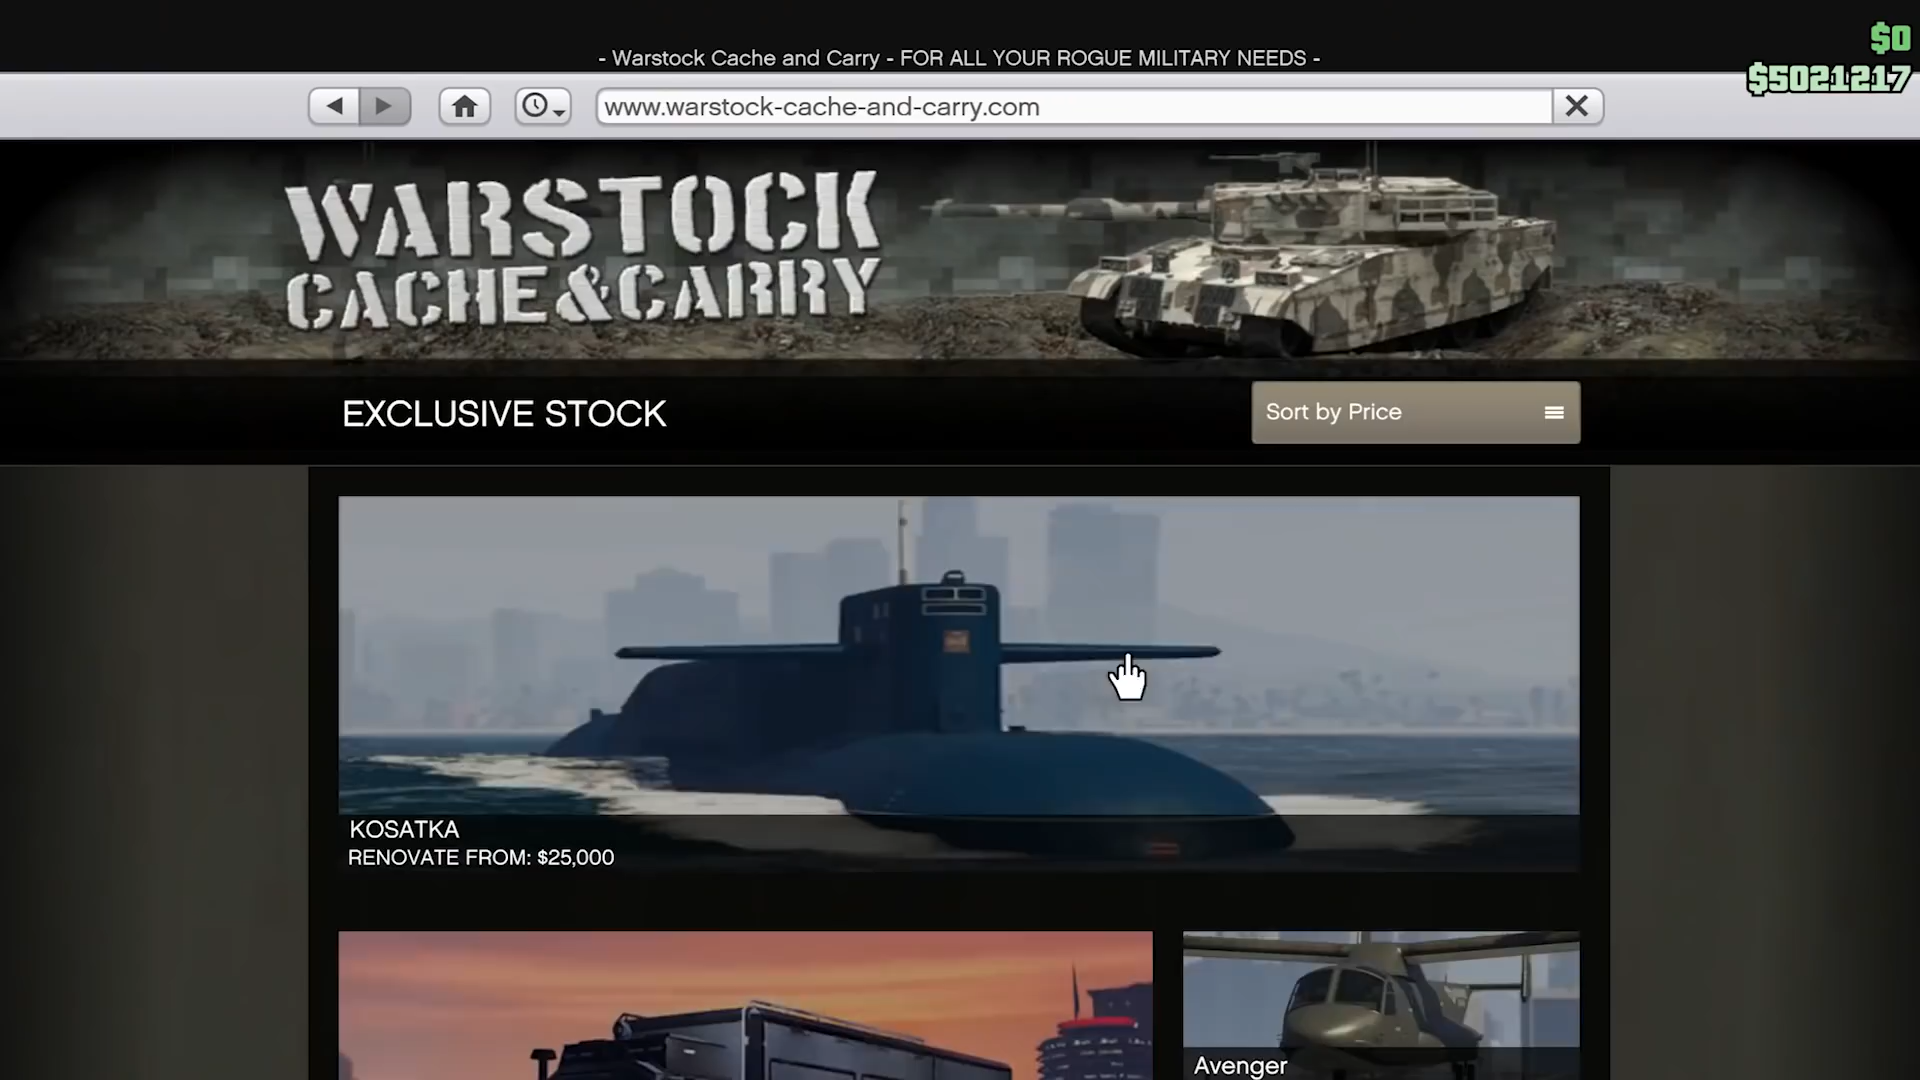 - Warstock Cache and Carry - FOR ALL YOUR ROGUE MILITARY NEEDS -
$0
$5021217
www.warstock-cache-and-carry.com
WARSTOCK
CACHE&CARRY
EXCLUSIVE STOCK
Sort by Price
KOSATKA
RENOVATE FROM: $25,000
Avenger